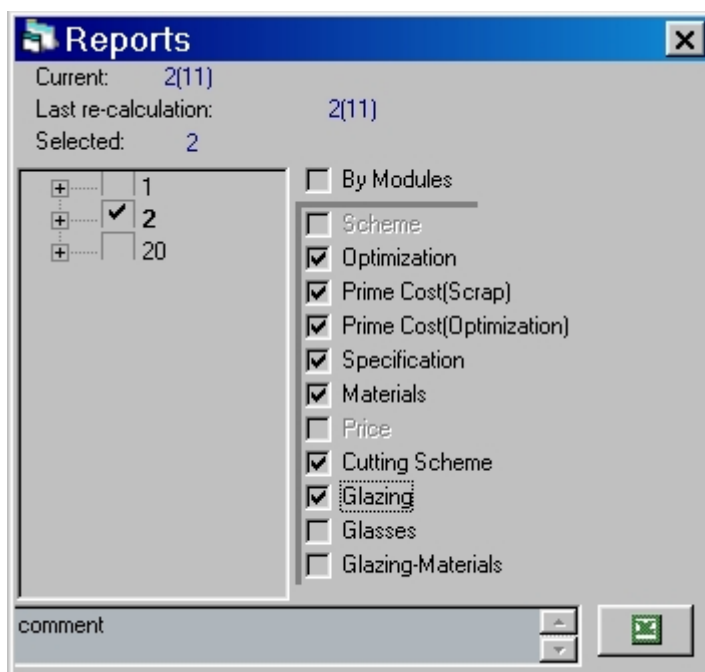 Reports
Current: 2(11)
Last re-calculation: 2(11)
Selected: 2
1
2
20
By Modules
Scheme
Optimization
Prime Cost(Scrap)
Prime Cost(Optimization)
Specification
Materials
Price
Cutting Scheme
Glazing
Glasses
Glazing-Materials
comment